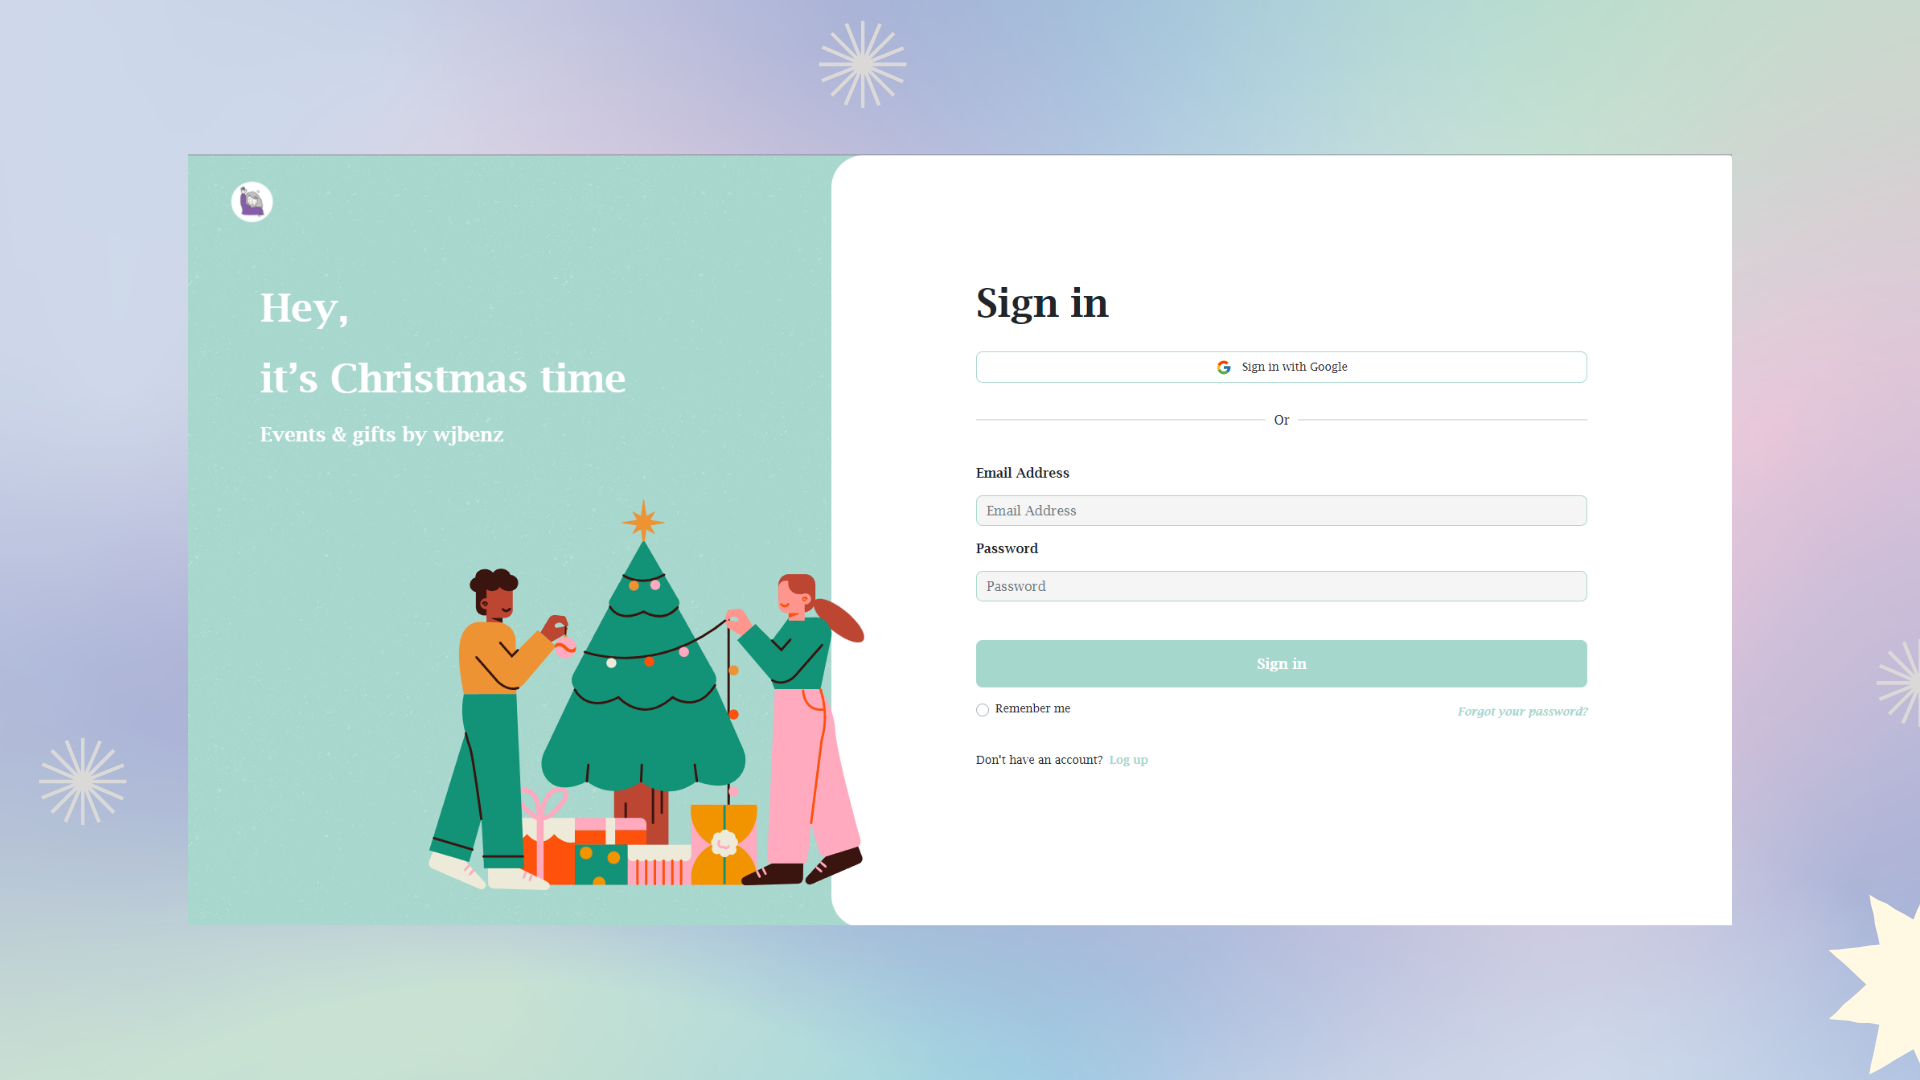 Hey,
it's Christmas time
Events & gifts by wjbenz
Sign in
Sign in with Google
Or
Email Address
Email Address
Password
Password
Sign in
Remenber me
Forgot your password?
Don't have an account? Log up